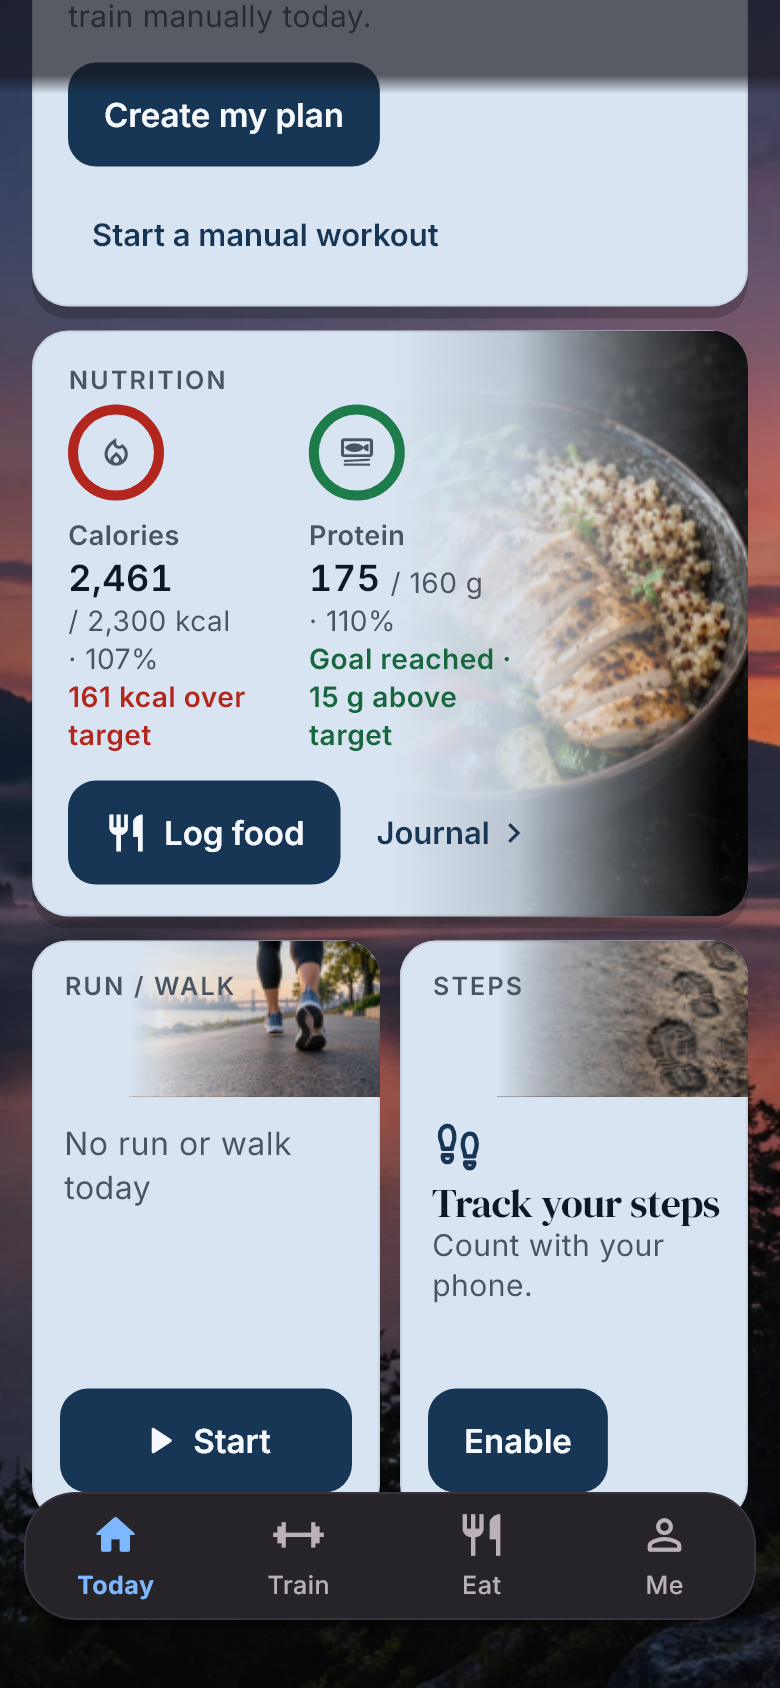 train manually today.
Create my plan
Start a manual workout
NUTRITION
Calories
2,461
/ 2,300 kcal
· 107%
161 kcal over
target
Protein
175 / 160 g
· 110%
Goal reached ·
15 g above
target
Log food
Journal
RUN / WALK
No run or walk
today
Start
STEPS
Track your steps
Count with your
phone.
Enable
Today
Train
Eat
Me